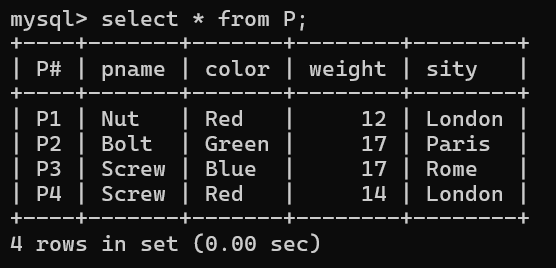 mysql> select * from P;
+----+-------+-------+--------+--------+
| P# | pname | color | weight | sity   |
+----+-------+-------+--------+--------+
| P1 | Nut   | Red   |     12 | London |
| P2 | Bolt  | Green |     17 | Paris  |
| P3 | Screw | Blue  |     17 | Rome   |
| P4 | Screw | Red   |     14 | London |
+----+-------+-------+--------+--------+
4 rows in set (0.00 sec)